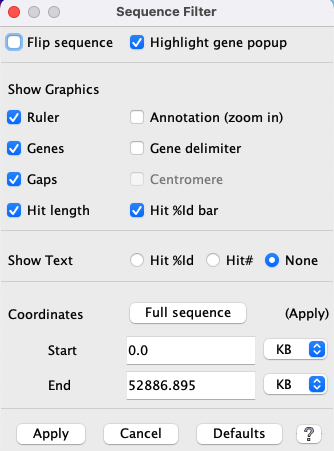 Sequence Filter
Flip sequence Highlight gene popup
Show Graphics
Ruler Annotation (zoom in)
Genes Gene delimiter
Gaps Centromere
Hit length Hit %Id bar
Show Text Hit %Id Hit# None
Coordinates Full sequence (Apply)
Start 0.0 KB
End 52886.895 KB
Apply Cancel Defaults ?